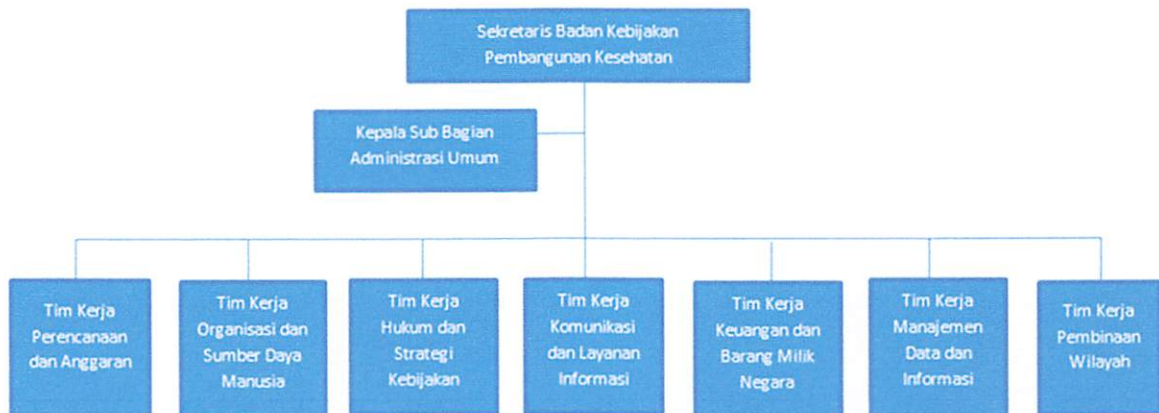 Sekretaris Badan Kebijakan
Pembangunan Kesehatan
Kepala Sub Bagian
Administrasi Umum
Tim Kerja
Perencanaan
dan Anggaran
Tim Kerja
Organisasi dan
Sumber Daya
Manusia
Tim Kerja
Hukum dan
Strategi
Kebijakan
Tim Kerja
Komunikasi
dan Layanan
Informasi
Tim Kerja
Keuangan dan
Barang Milik
Negara
Tim Kerja
Manajemen
Data dan
Informasi
Tim Kerja
Pembinaan
Wilayah